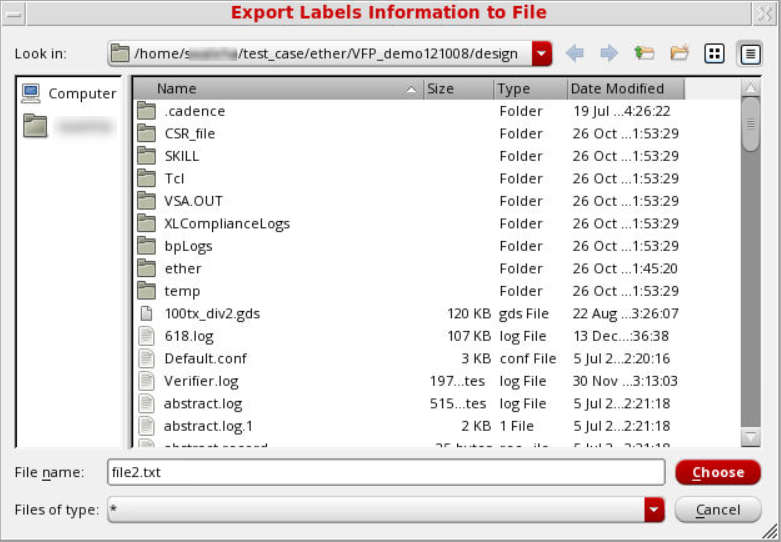 Export Labels Information to File
Look in: /home/s /test_case/ether/VFP_demo121008/design
Computer
Name Size Type Date Modified
.cadence Folder 19 Jul ...4:26:22
CSR_file Folder 26 Oct ...1:53:29
SKILL Folder 26 Oct ...1:53:29
Tcl Folder 26 Oct ...1:53:29
VSA.OUT Folder 26 Oct ...1:53:29
XLComplianceLogs Folder 26 Oct ...1:53:29
bpLogs Folder 26 Oct ...1:53:29
ether Folder 26 Oct ...1:45:20
temp Folder 26 Oct ...1:53:29
100tx_div2.gds 120 KB gds File 22 Aug ...3:26:07
618.log 107 KB log File 13 Dec...:36:38
Default.conf 3 KB conf File 5 Jul 2...2:20:16
Verifier.log 197...tes log File 30 Nov ...3:13:03
abstract.log 515...tes log File 5 Jul 2...2:21:18
abstract.log.1 2 KB 1 File 5 Jul 2...2:21:18
File name: file2.txt Choose
Files of type: * Cancel